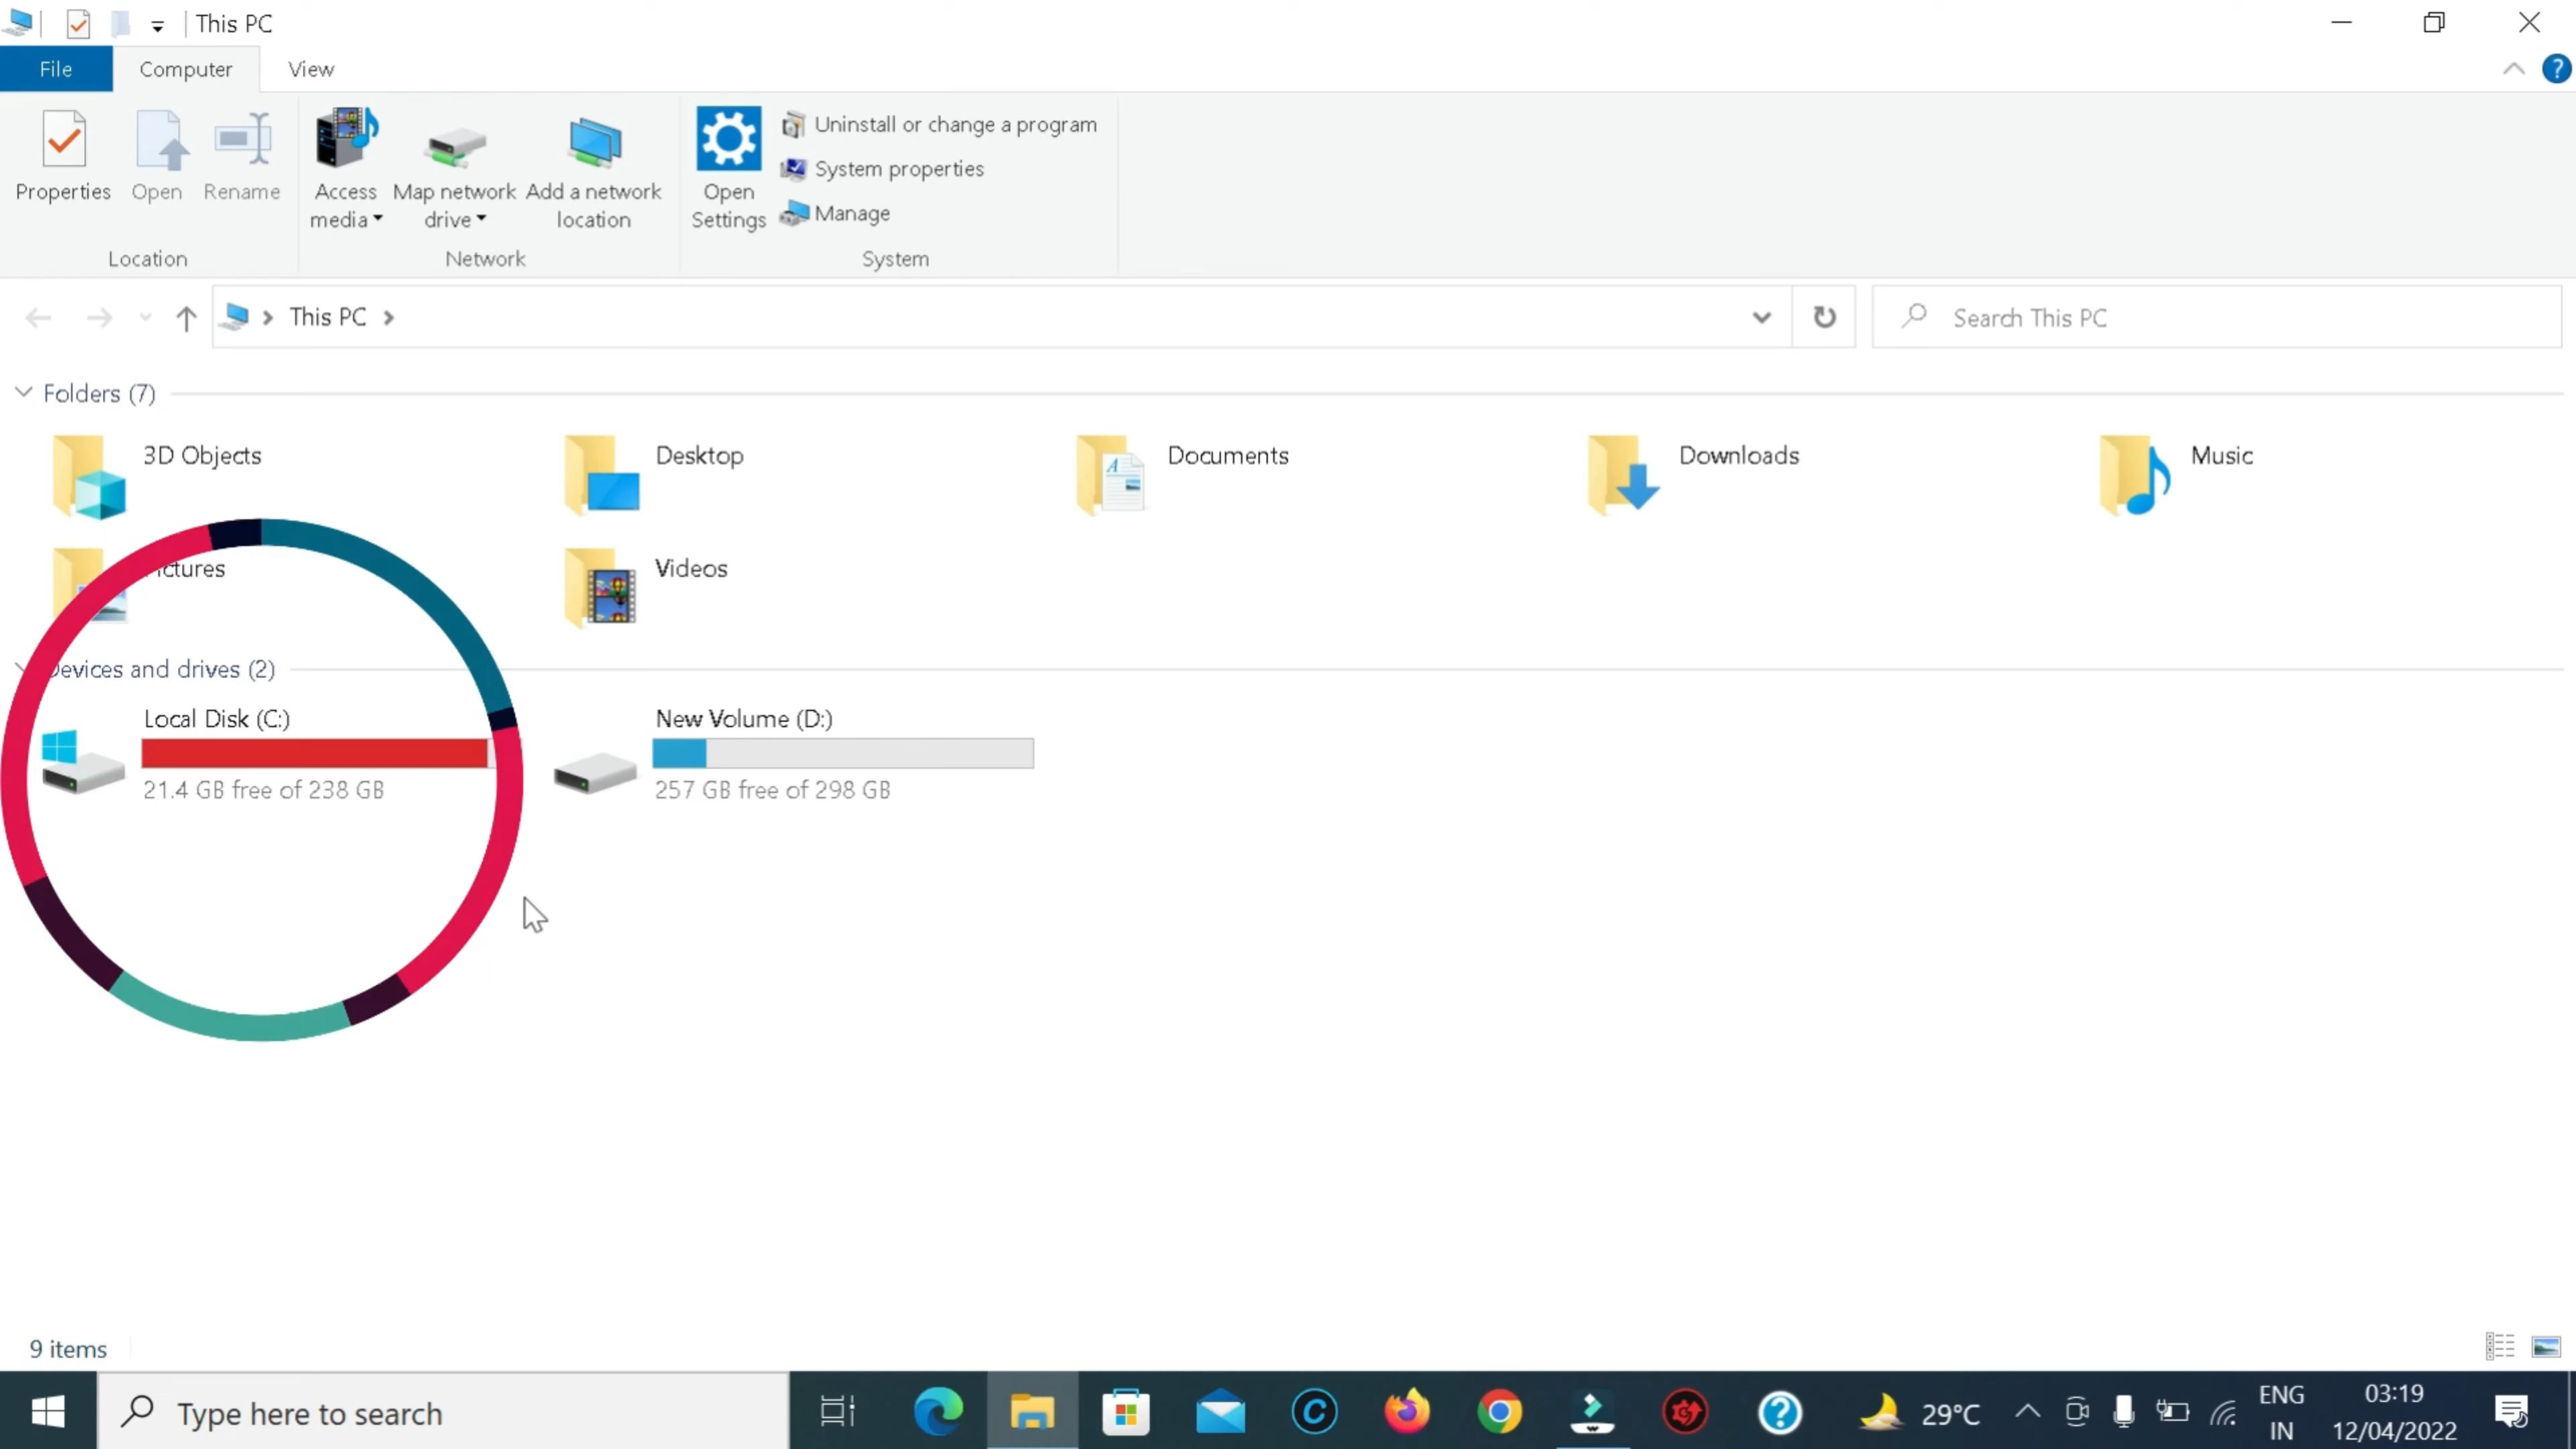 This PC
File Computer View
Properties Open Rename Access media Map network drive Add a network location Open Settings
Uninstall or change a program
System properties
Manage
Location Network System
This PC
Search This PC
Folders (7)
3D Objects Desktop Documents Downloads Music
ictures Videos
Devices and drives (2)
Local Disk (C:) New Volume (D:)
21.4 GB free of 238 GB 257 GB free of 298 GB
9 items
Type here to search
29°C
ENG
IN
03:19
12/04/2022